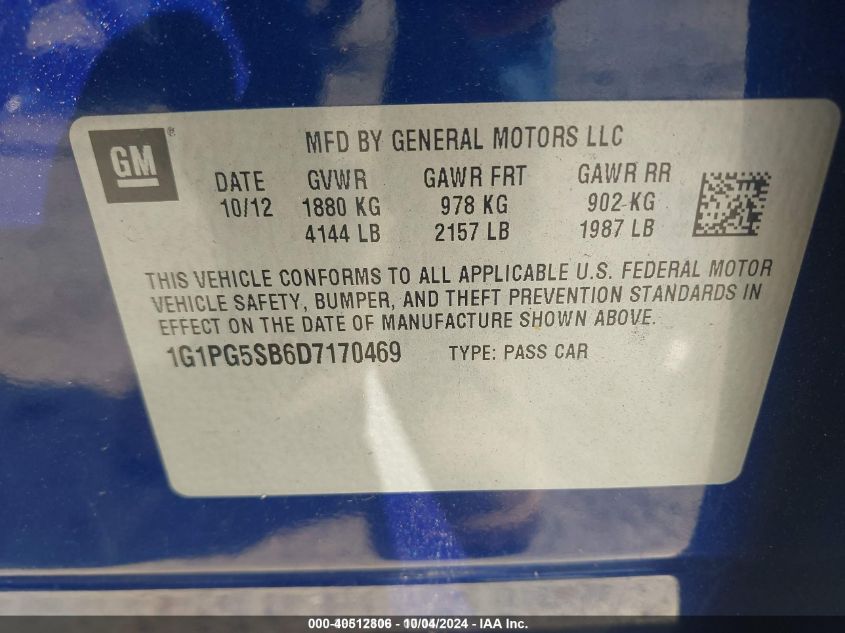 GM ®
MFD BY GENERAL MOTORS LLC
DATE GVWR GAWR FRT GAWR RR
10/12 1880 KG 978 KG 902 KG
4144 LB 2157 LB 1987 LB
THIS VEHICLE CONFORMS TO ALL APPLICABLE U.S. FEDERAL MOTOR
VEHICLE SAFETY, BUMPER, AND THEFT PREVENTION STANDARDS IN
EFFECT ON THE DATE OF MANUFACTURE SHOWN ABOVE.
1G1PG5SB6D7170469 TYPE: PASS CAR
000-40512806 - 10/04/2024 - IAA Inc.